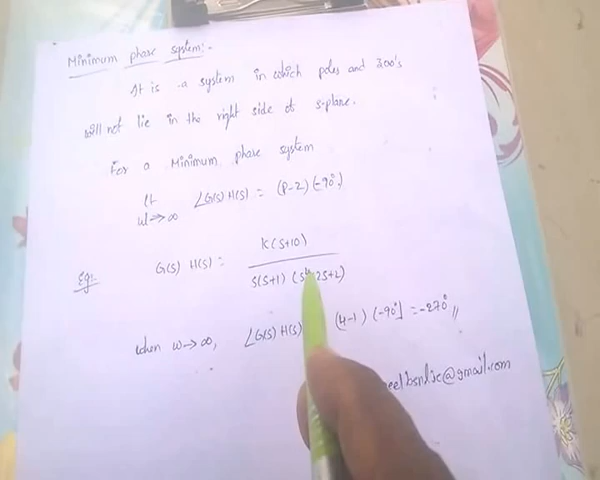 Minimum phase system:-
It is a system in which poles and zoo's
will not lie in the right side of s-plane.
For a Minimum phase system
lt
ω→∞ ∠G(s) H(s) = (P-Z) (-90°)
Eg:- G(s) H(s) = K(s+10)
s(s+1) (s² 2s+2)
when ω→∞, ∠G(s) H(s) (4-1) (-90°] = -270° //
eelbsnljc@gmail.com